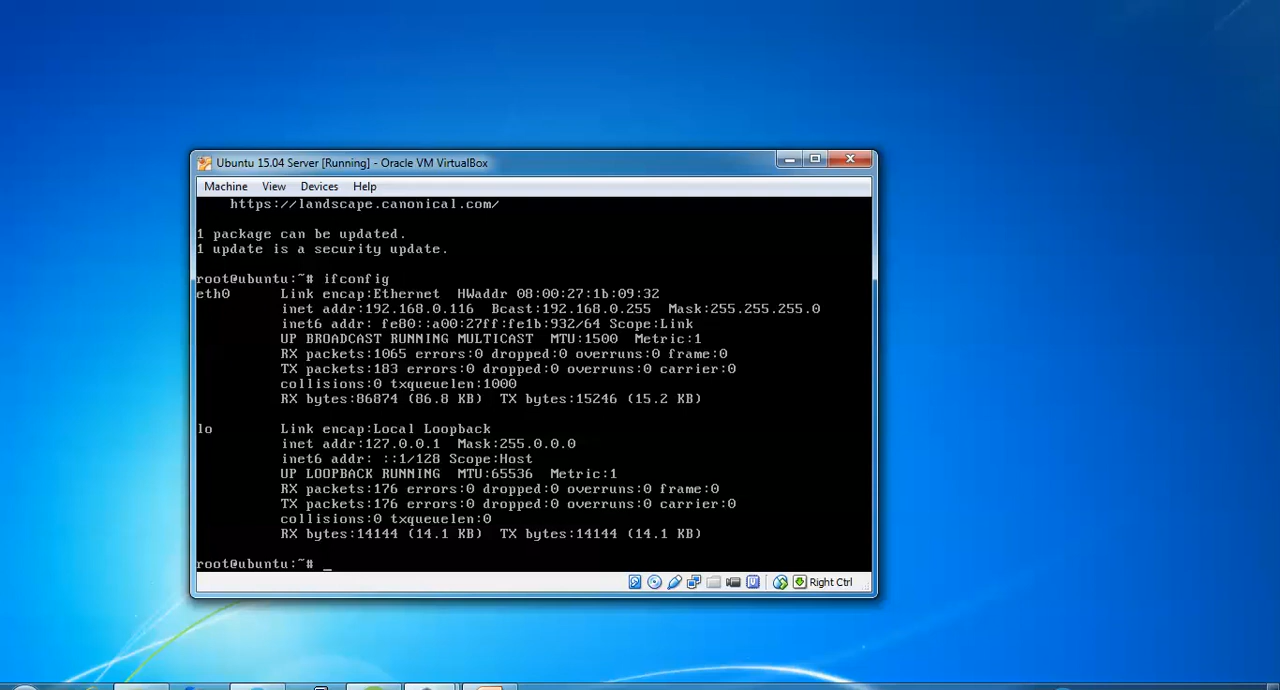 Ubuntu 15.04 Server [Running] - Oracle VM VirtualBox
Machine View Devices Help
https://landscape.canonical.com/
1 package can be updated.
1 update is a security update.
root@ubuntu:~# ifconfig
eth0 Link encap:Ethernet HWaddr 08:00:27:1b:09:32
inet addr:192.168.0.116 Bcast:192.168.0.255 Mask:255.255.255.0
inet6 addr: fe80::a00:27ff:fe1b:932/64 Scope:Link
UP BROADCAST RUNNING MULTICAST MTU:1500 Metric:1
RX packets:1065 errors:0 dropped:0 overruns:0 frame:0
TX packets:183 errors:0 dropped:0 overruns:0 carrier:0
collisions:0 txqueuelen:1000
RX bytes:86874 (86.8 KB) TX bytes:15246 (15.2 KB)
lo Link encap:Local Loopback
inet addr:127.0.0.1 Mask:255.0.0.0
inet6 addr: ::1/128 Scope:Host
UP LOOPBACK RUNNING MTU:65536 Metric:1
RX packets:176 errors:0 dropped:0 overruns:0 frame:0
TX packets:176 errors:0 dropped:0 overruns:0 carrier:0
collisions:0 txqueuelen:0
RX bytes:14144 (14.1 KB) TX bytes:14144 (14.1 KB)
root@ubuntu:~# _
Right Ctrl